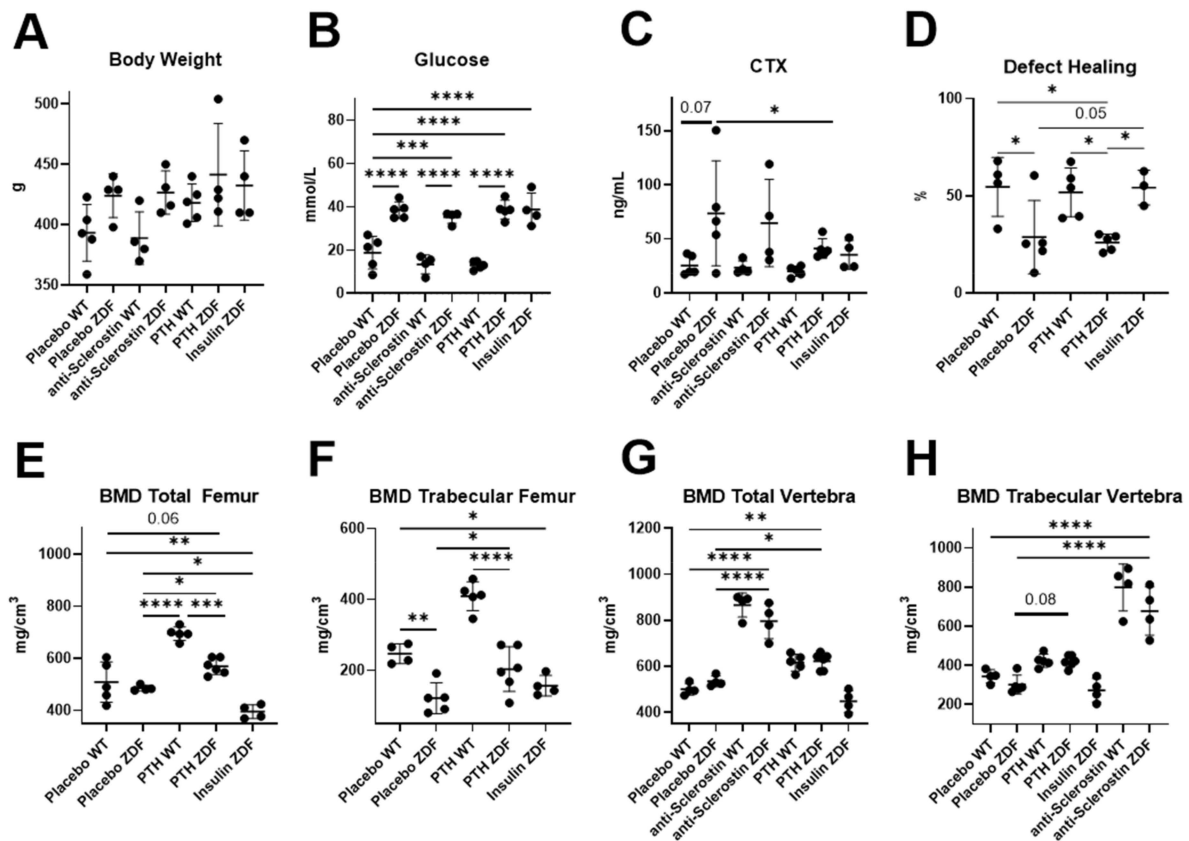 A
Body Weight
g
500
450
400
350
Placebo WT
Placebo ZDF
anti-Sclerostin WT
anti-Sclerostin ZDF
PTH WT
PTH ZDF
Insulin ZDF
B
Glucose
mmol/L
80
60
40
20
0
****
****
***
**** **** ****
Placebo WT
Placebo ZDF
anti-Sclerostin WT
anti-Sclerostin ZDF
PTH WT
PTH ZDF
Insulin ZDF
C
CTX
ng/mL
150
100
50
0
0.07 *
Placebo WT
Placebo ZDF
anti-Sclerostin WT
anti-Sclerostin ZDF
PTH WT
PTH ZDF
Insulin ZDF
D
Defect Healing
%
100
50
0
*
0.05
* * *
Placebo WT
Placebo ZDF
PTH WT
PTH ZDF
Insulin ZDF
E
BMD Total Femur
mg/cm³
1000
800
600
400
0.06
**
*
*
**** ***
Placebo WT
Placebo ZDF
PTH WT
PTH ZDF
Insulin ZDF
F
BMD Trabecular Femur
mg/cm³
600
400
200
*
*
****
**
Placebo WT
Placebo ZDF
PTH WT
PTH ZDF
Insulin ZDF
G
BMD Total Vertebra
mg/cm³
1200
1000
800
600
400
**
*
****
****
Placebo WT
Placebo ZDF
anti-Sclerostin WT
anti-Sclerostin ZDF
PTH WT
PTH ZDF
Insulin ZDF
H
BMD Trabecular Vertebra
mg/cm³
1000
800
600
400
200
****
****
0.08
Placebo WT
Placebo ZDF
PTH WT
PTH ZDF
Insulin ZDF
anti-Sclerostin WT
anti-Sclerostin ZDF